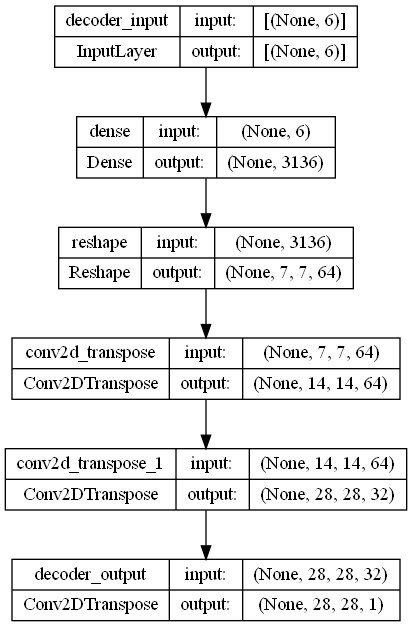 decoder_input input: [(None, 6)]
InputLayer output: [(None, 6)]
dense input: (None, 6)
Dense output: (None, 3136)
reshape input: (None, 3136)
Reshape output: (None, 7, 7, 64)
conv2d_transpose input: (None, 7, 7, 64)
Conv2DTranspose output: (None, 14, 14, 64)
conv2d_transpose_1 input: (None, 14, 14, 64)
Conv2DTranspose output: (None, 28, 28, 32)
decoder_output input: (None, 28, 28, 32)
Conv2DTranspose output: (None, 28, 28, 1)